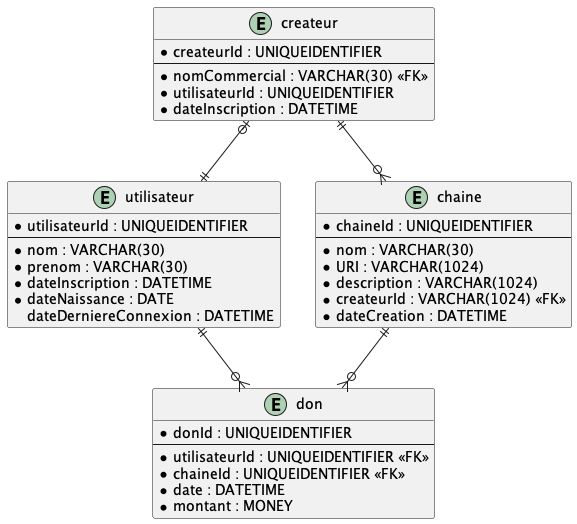 E createur
* createurId : UNIQUEIDENTIFIER
* nomCommercial : VARCHAR(30) «FK»
* utilisateurId : UNIQUEIDENTIFIER
* dateInscription : DATETIME
E utilisateur
* utilisateurId : UNIQUEIDENTIFIER
* nom : VARCHAR(30)
* prenom : VARCHAR(30)
* dateInscription : DATETIME
* dateNaissance : DATE
dateDerniereConnexion : DATETIME
E chaine
* chaineId : UNIQUEIDENTIFIER
* nom : VARCHAR(30)
* URI : VARCHAR(1024)
* description : VARCHAR(1024)
* createurId : VARCHAR(1024) «FK»
* dateCreation : DATETIME
E don
* donId : UNIQUEIDENTIFIER
* utilisateurId : UNIQUEIDENTIFIER «FK»
* chaineId : UNIQUEIDENTIFIER «FK»
* date : DATETIME
* montant : MONEY